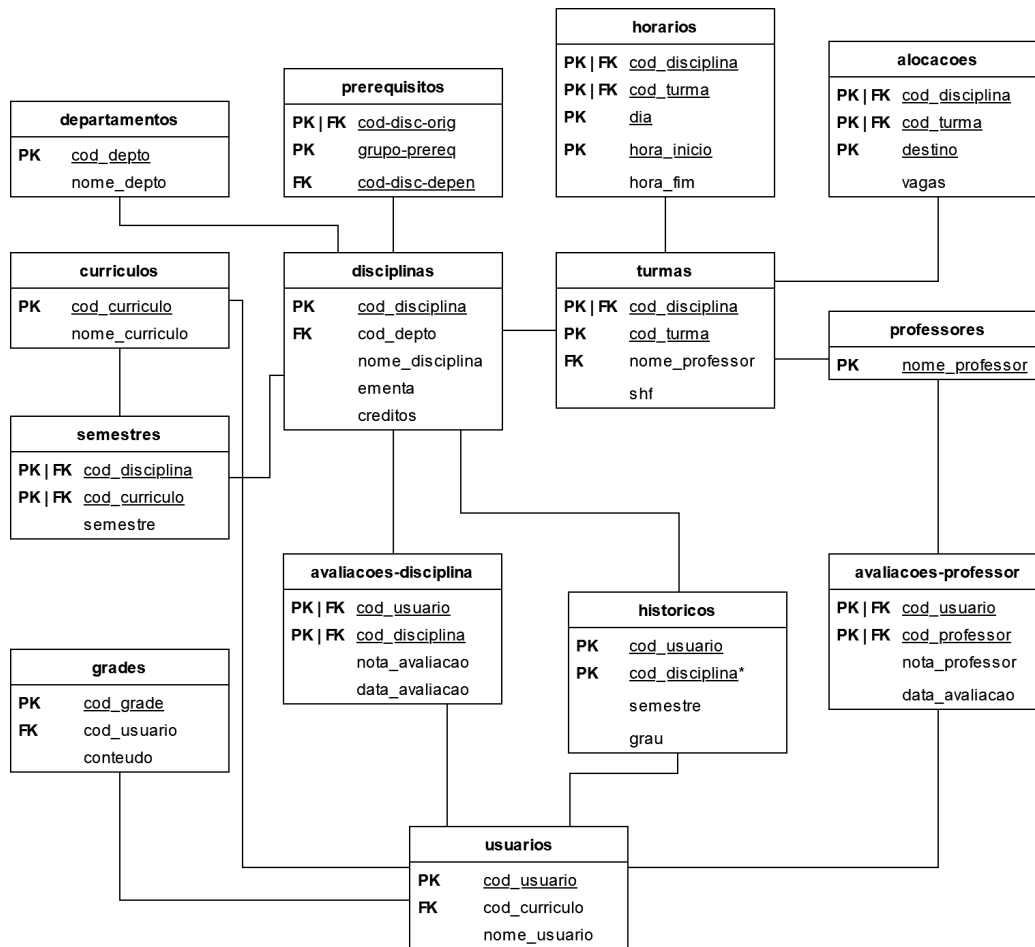 horarios
PK | FK cod_disciplina
PK | FK cod_turma
PK dia
PK hora_inicio
hora_fim
alocacoes
PK | FK cod_disciplina
PK | FK cod_turma
PK destino
vagas
prerequisitos
PK | FK cod-disc-orig
PK grupo-prereq
FK cod-disc-depen
departamentos
PK cod_depto
nome_depto
curriculos
PK cod_curriculo
nome_curriculo
disciplinas
PK cod_disciplina
FK cod_depto
nome_disciplina
ementa
creditos
turmas
PK | FK cod_disciplina
PK cod_turma
FK nome_professor
shf
professores
PK nome_professor
semestres
PK | FK cod_disciplina
PK | FK cod_curriculo
semestre
avaliacoes-disciplina
PK | FK cod_usuario
PK | FK cod_disciplina
nota_avaliacao
data_avaliacao
históricos
PK cod_usuario
PK cod_disciplina*
semestre
grau
avaliacoes-professor
PK | FK cod_usuario
PK | FK cod_professor
nota_professor
data_avaliacao
grades
PK cod_grade
FK cod_usuario
conteudo
usuarios
PK cod_usuario
FK cod_curriculo
nome_usuario